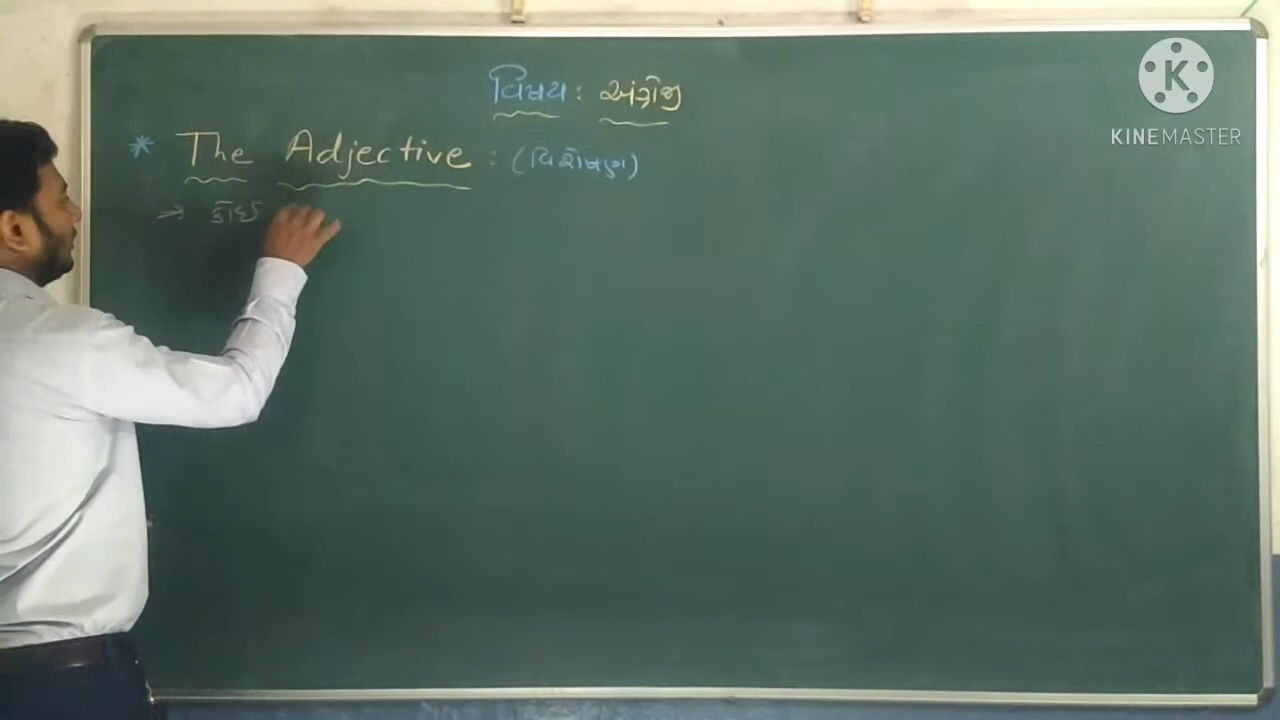 વિષય : અંગ્રેજી
* The Adjective : (વિશેષણ)
→ કોઈ
KINEMASTER